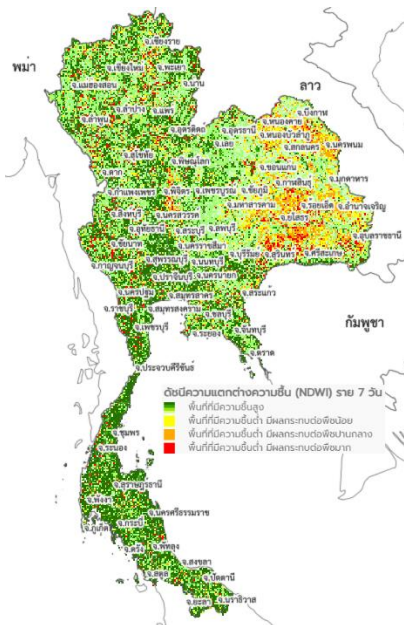 จ.เชียงราย
พม่า
จ.เชียงใหม่
จ.พะเยา
ลาว
จ.แม่ฮ่องสอน
จ.น่าน
จ.บึงกาฬ
จ.ลำปาง
จ.แพร่
จ.หนองคาย
จ.ลำพูน
จ.อุตรดิตถ์
จ.อุดรธานี
จ.หนองบัวลำภู
จ.เลย
จ.สกลนคร
จ.นครพนม
จ.สุโขทัย
จ.พิษณุโลก
จ.ขอนแก่น
จ.ตาก
จ.มุกดาหาร
จ.กำแพงเพชร
จ.พิจิตร
จ.เพชรบูรณ์
จ.ชัยภูมิ
จ.กาฬสินธุ์
จ.มหาสารคาม
จ.ร้อยเอ็ด
จ.อำนาจเจริญ
จ.สิงห์บุรี
จ.นครสวรรค์
จ.ยโสธร
จ.อุทัยธานี
จ.สระบุรี
จ.ลพบุรี
จ.อุบลราชธานี
จ.ชัยนาท
จ.นครราชสีมา
จ.บุรีรัมย์
จ.สุรินทร์
จ.ศรีสะเกษ
จ.สุพรรณบุรี
จ.นนทบุรี
จ.กาญจนบุรี
จ.ปราจีนบุรี
จ.นครนายก
จ.นครปฐม
จ.สมุทรสาคร
จ.สระแก้ว
จ.ราชบุรี
จ.สมุทรสงคราม
จ.ชลบุรี
กัมพูชา
จ.เพชรบุรี
จ.ระยอง
จ.จันทบุรี
จ.ตราด
จ.ประจวบคีรีขันธ์
ดัชนีความแตกต่างความชื้น (NDWI) ราย 7 วัน
พื้นที่ที่มีความชื้นสูง
พื้นที่ที่มีความชื้นต่ำ มีผลกระทบต่อพืชน้อย
พื้นที่ที่มีความชื้นต่ำ มีผลกระทบต่อพืชปานกลาง
พื้นที่ที่มีความชื้นต่ำ มีผลกระทบต่อพืชมาก
จ.ชุมพร
จ.ระนอง
จ.สุราษฎร์ธานี
จ.พังงา
จ.นครศรีธรรมราช
จ.ภูเก็ต
จ.กระบี่
จ.ตรัง
จ.พัทลุง
จ.สงขลา
จ.สตูล
จ.ปัตตานี
จ.ยะลา
จ.นราธิวาส